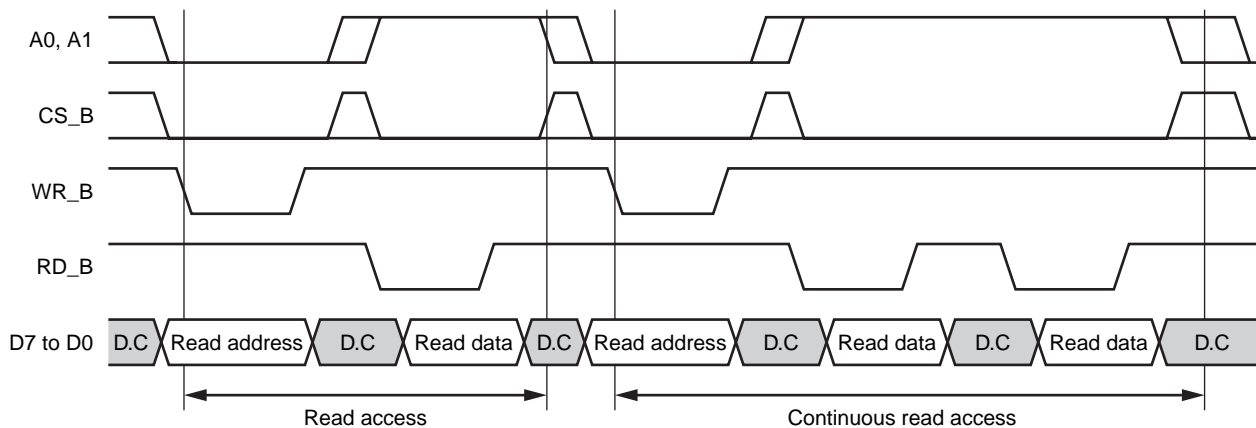 A0, A1
CS_B
WR_B
RD_B
D7 to D0 D.C Read address D.C Read data D.C Read address D.C Read data D.C Read data D.C
Read access Continuous read access